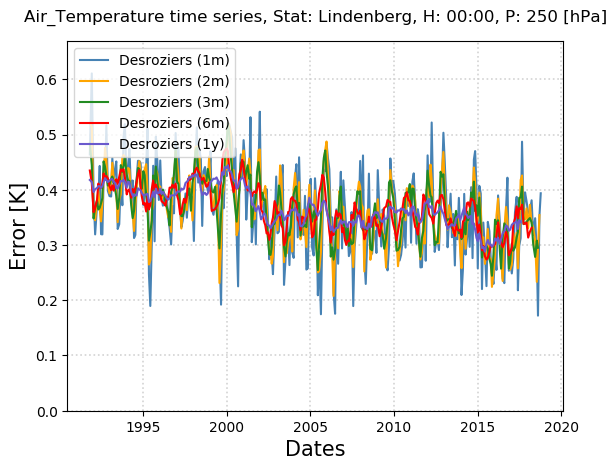 Air_Temperature time series, Stat: Lindenberg, H: 00:00, P: 250 [hPa]
Desroziers (1m)
Desroziers (2m)
Desroziers (3m)
Desroziers (6m)
Desroziers (1y)
Error [K]
0.6
0.5
0.4
0.3
0.2
0.1
0.0
1995 2000 2005 2010 2015 2020
Dates